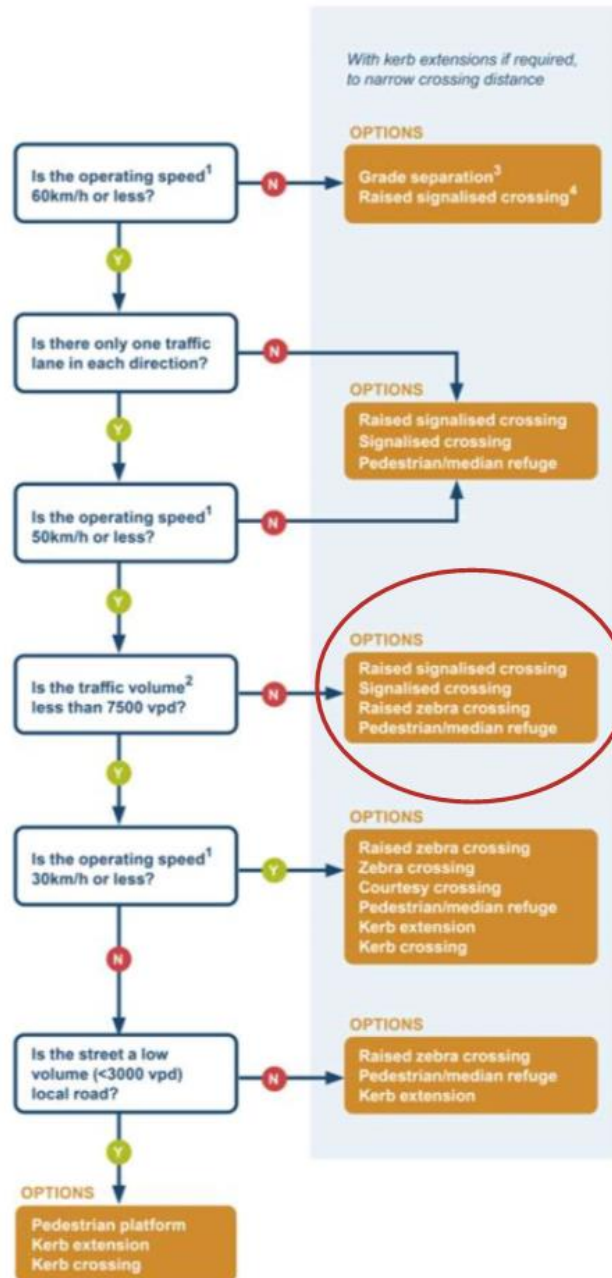 With kerb extensions if required,
to narrow crossing distance
OPTIONS
Is the operating speed¹
60km/h or less?
N
Grade separation³
Raised signalised crossing⁴
Y
Is there only one traffic
lane in each direction?
N
OPTIONS
Raised signalised crossing
Signalised crossing
Pedestrian/median refuge
Y
Is the operating speed¹
50km/h or less?
N
Y
OPTIONS
Is the traffic volume²
less than 7500 vpd?
N
Raised signalised crossing
Signalised crossing
Raised zebra crossing
Pedestrian/median refuge
Y
OPTIONS
Is the operating speed¹
30km/h or less?
Y
Raised zebra crossing
Zebra crossing
Courtesy crossing
Pedestrian/median refuge
Kerb extension
Kerb crossing
N
OPTIONS
Is the street a low
volume (<3000 vpd)
local road?
N
Raised zebra crossing
Pedestrian/median refuge
Kerb extension
Y
OPTIONS
Pedestrian platform
Kerb extension
Kerb crossing